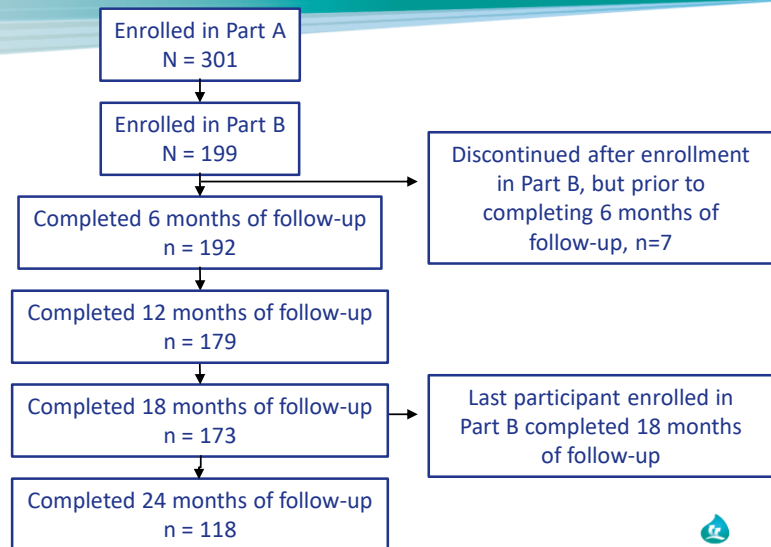 Enrolled in Part A
N = 301
Enrolled in Part B
N = 199
Discontinued after enrollment
in Part B, but prior to
completing 6 months of
follow-up, n=7
Completed 6 months of follow-up
n = 192
Completed 12 months of follow-up
n = 179
Completed 18 months of follow-up
n = 173
Last participant enrolled in
Part B completed 18 months
of follow-up
Completed 24 months of follow-up
n = 118